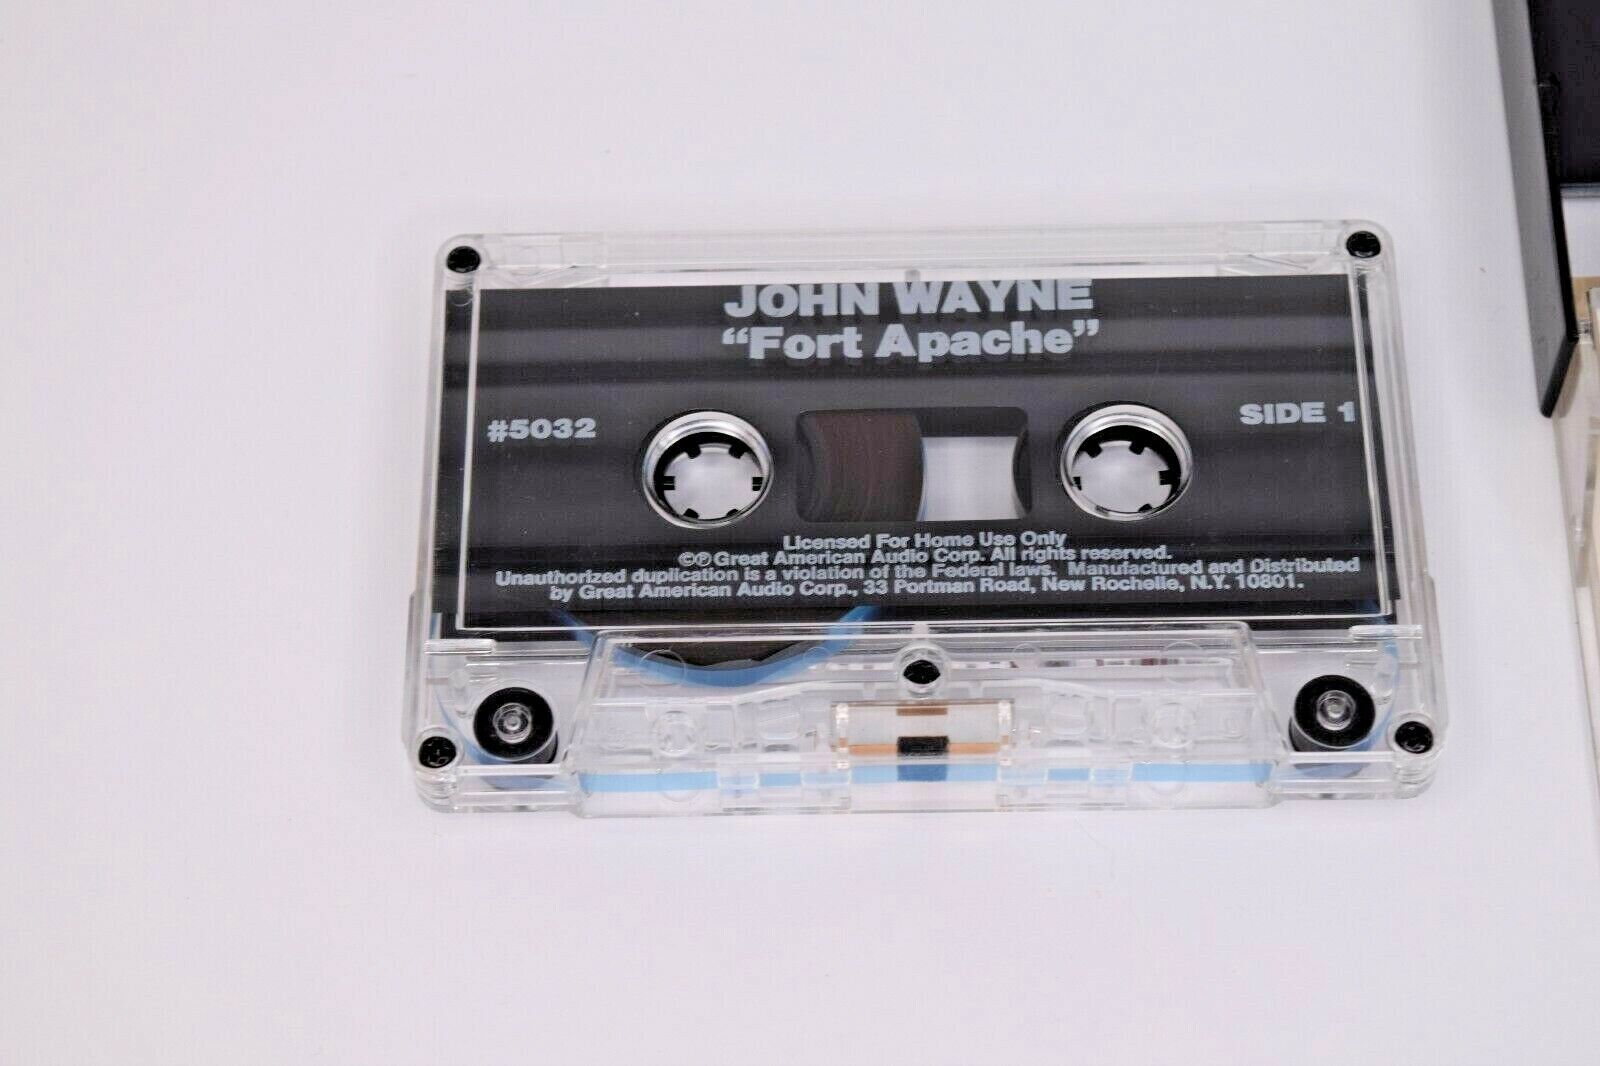 JOHN WAYNE
“Fort Apache”
#5032
SIDE 1
Licensed For Home Use Only
©℗ Great American Audio Corp. All rights reserved.
Unauthorized duplication is a violation of the Federal laws. Manufactured and Distributed
by Great American Audio Corp., 33 Portman Road, New Rochelle, N.Y. 10801.